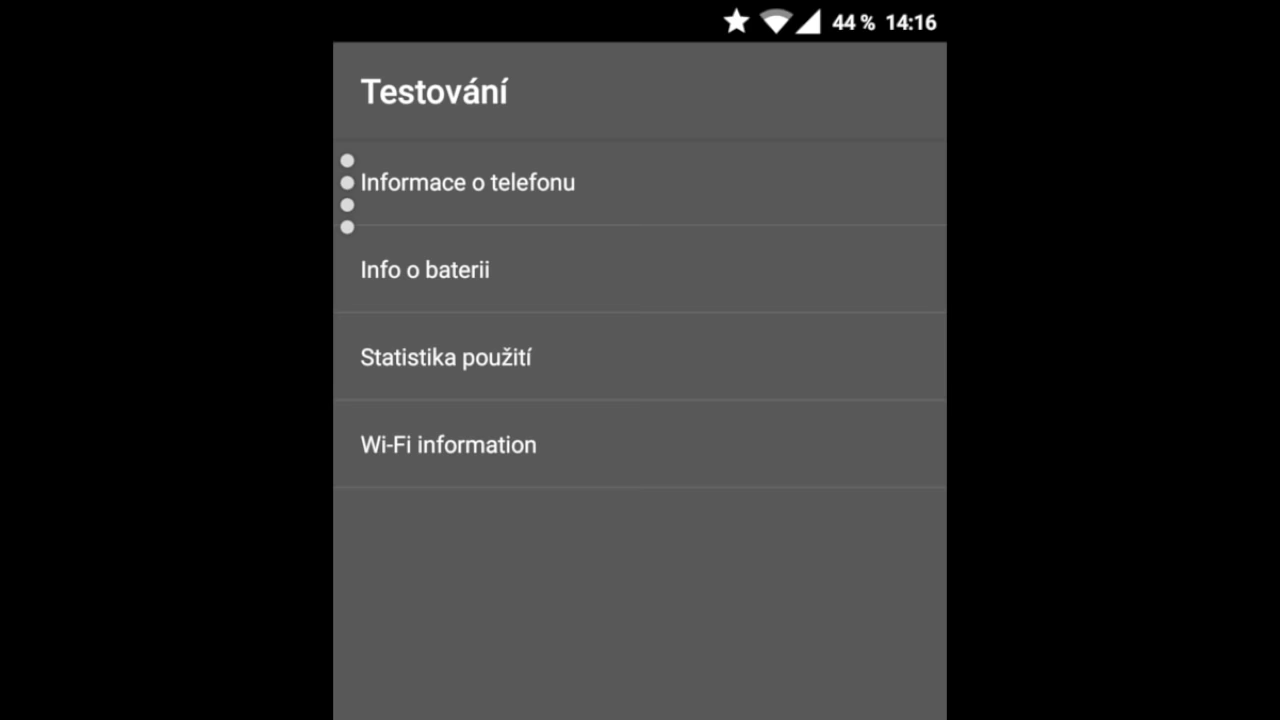 44 % 14:16
Testování
Informace o telefonu
Info o baterii
Statistika použití
Wi-Fi information